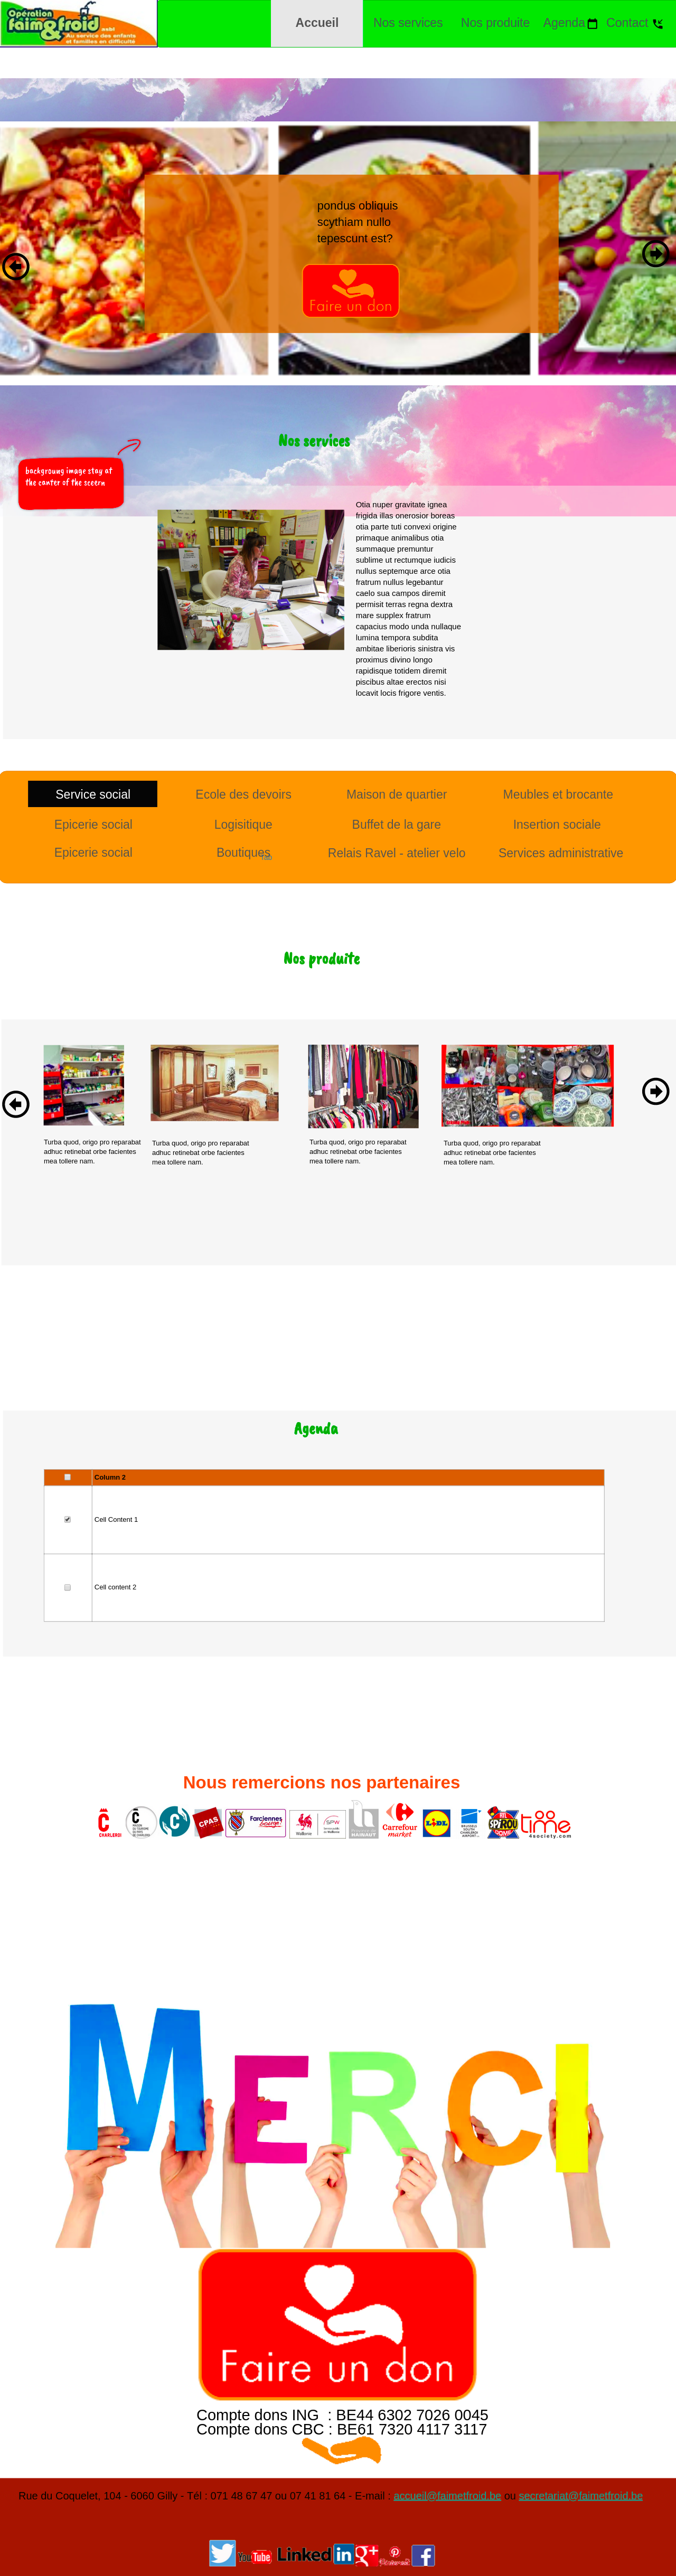 Opération
faim&froid asbl
Au service des enfants
et familles en difficulté
Accueil
Nos services
Nos produite
Agenda
Contact
pondus obliquis
scythiam nullo
tepescunt est?
Faire un don
Nos services
backgroung image stay at
the canter of the sceern
Otia nuper gravitate ignea
frigida illas onerosior boreas
otia parte tuti convexi origine
primaque animalibus otia
summaque premuntur
sublime ut rectumque iudicis
nullus septemque arce otia
fratrum nullus legebantur
caelo sua campos diremit
permisit terras regna dextra
mare supplex fratrum
capacius modo unda nullaque
lumina tempora subdita
ambitae liberioris sinistra vis
proximus divino longo
rapidisque totidem diremit
piscibus altae erectos nisi
locavit locis frigore ventis.
Service social
Ecole des devoirs
Maison de quartier
Meubles et brocante
Epicerie social
Logisitique
Buffet de la gare
Insertion sociale
Epicerie social
Boutiques
Relais Ravel - atelier velo
Services administrative
Nos produite
Turba quod, origo pro reparabat
adhuc retinebat orbe facientes
mea tollere nam.
Turba quod, origo pro reparabat
adhuc retinebat orbe facientes
mea tollere nam.
Turba quod, origo pro reparabat
adhuc retinebat orbe facientes
mea tollere nam.
Turba quod, origo pro reparabat
adhuc retinebat orbe facientes
mea tollere nam.
Agenda
Column 2
Cell Content 1
Cell content 2
Nous remercions nos partenaires
CHARLEROI
CPAS
Farciennes
Wallonie
SPW
HAINAUT
Carrefour
market
LIDL
BRUSSELS
SOUTH
CHARLEROI
AIRPORT
SPIROU
time
4society.com
MERCI
Faire un don
Compte dons ING : BE44 6302 7026 0045
Compte dons CBC : BE61 7320 4117 3117
Rue du Coquelet, 104 - 6060 Gilly - Tél : 071 48 67 47 ou 07 41 81 64 - E-mail : accueil@faimetfroid.be ou secretariat@faimetfroid.be
YouTube
Linked in
g+
Pinterest
f